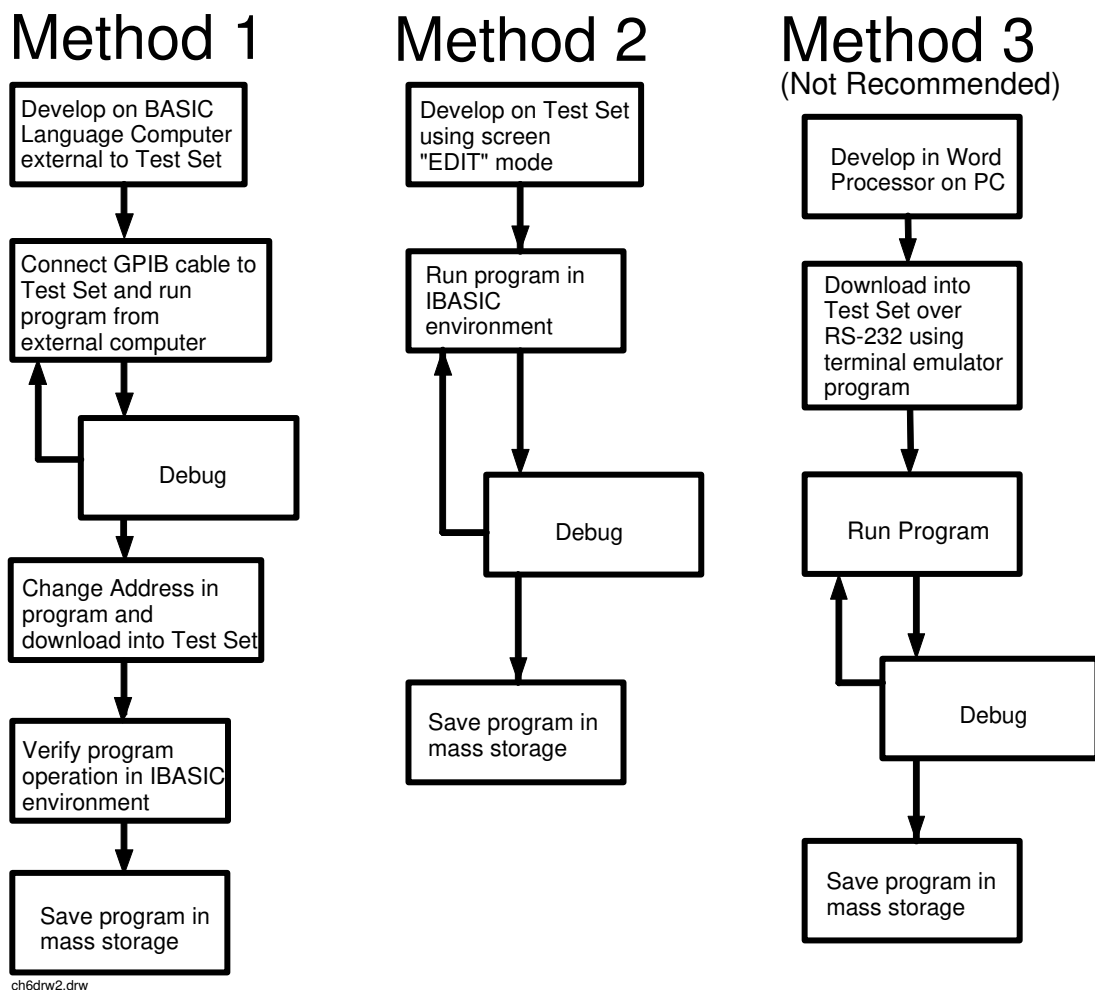 Method 1
Develop on BASIC
Language Computer
external to Test Set
Connect GPIB cable to
Test Set and run
program from
external computer
Debug
Change Address in
program and
download into Test Set
Verify program
operation in IBASIC
environment
Save program in
mass storage
ch6drw2.drw
Method 2
Develop on Test Set
using screen
"EDIT" mode
Run program in
IBASIC
environment
Debug
Save program in
mass storage
Method 3
(Not Recommended)
Develop in Word
Processor on PC
Download into
Test Set over
RS-232 using
terminal emulator
program
Run Program
Debug
Save program in
mass storage